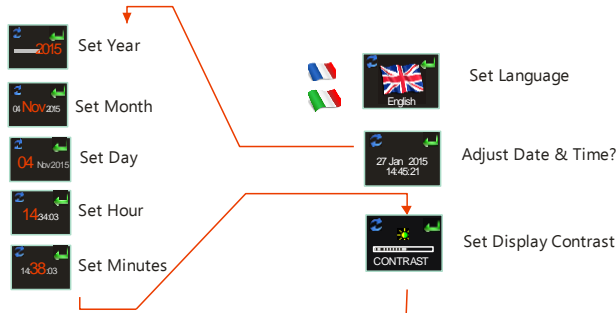 2015
Set Year
04 Nov 2015
Set Month
04 Nov 2015
Set Day
14:34:03
Set Hour
14:38:03
Set Minutes
English
Set Language
27 Jan 2015
14:45:21
Adjust Date & Time?
CONTRAST
Set Display Contrast